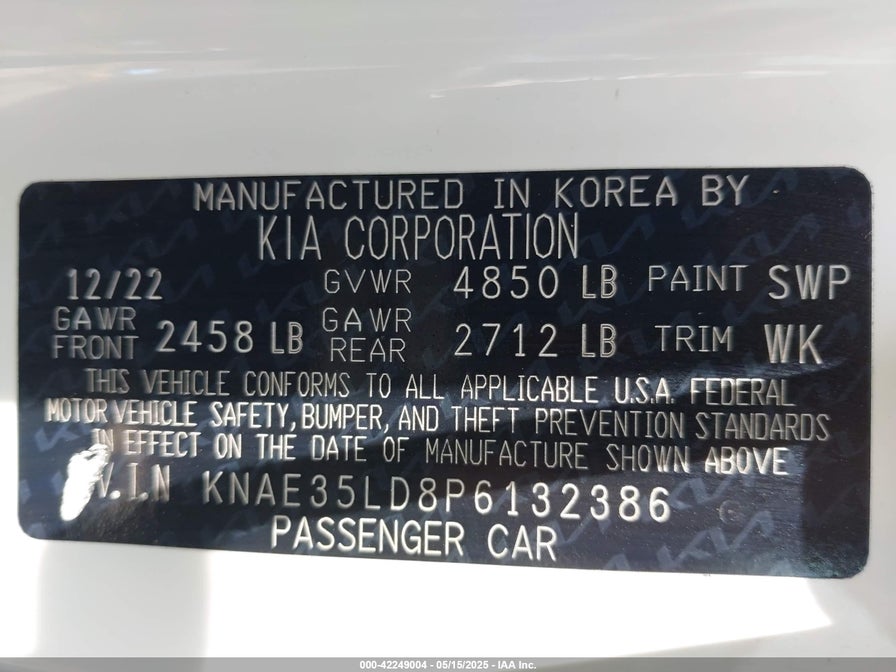 MANUFACTURED IN KOREA BY
KIA CORPORATION
12/22 GVWR 4850 LB PAINT SWP
GAWR FRONT 2458 LB GAWR REAR 2712 LB TRIM WK
THIS VEHICLE CONFORMS TO ALL APPLICABLE U.S.A. FEDERAL
MOTOR VEHICLE SAFETY, BUMPER, AND THEFT PREVENTION STANDARDS
IN EFFECT ON THE DATE OF MANUFACTURE SHOWN ABOVE
V.I.N KNAE35LD8P6132386
PASSENGER CAR
000-42249004 - 05/15/2025 - IAA Inc.